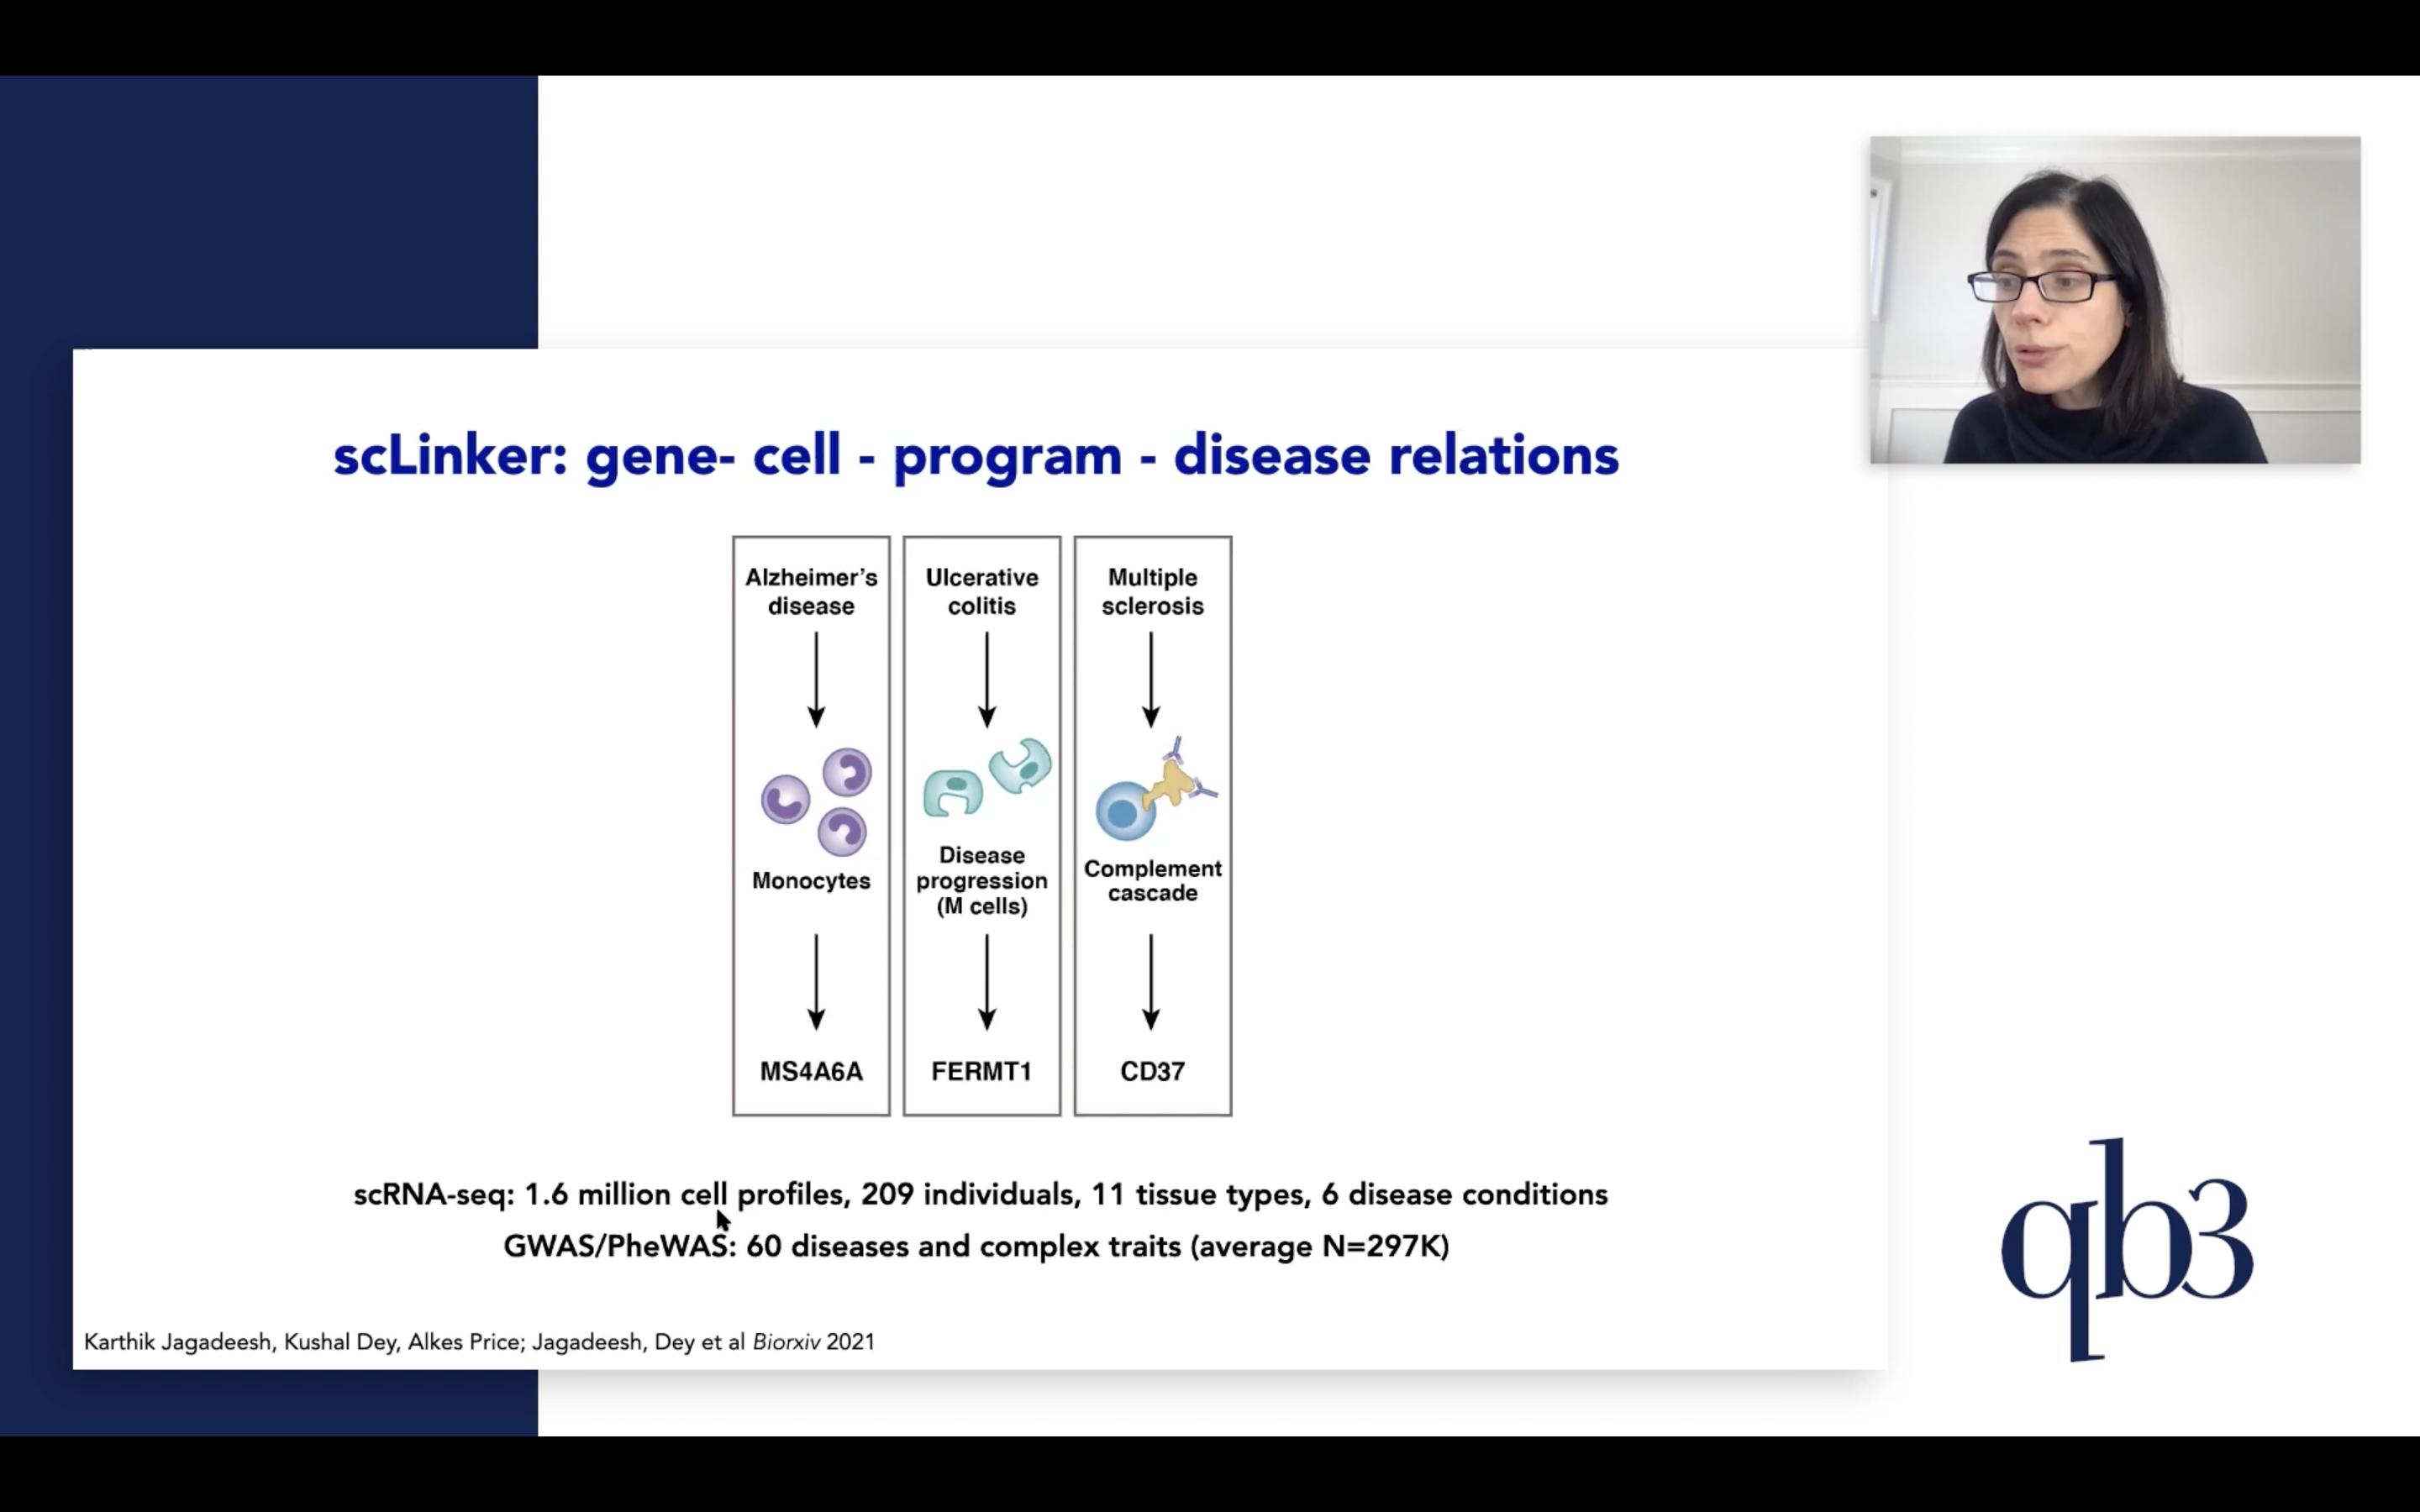 scLinker: gene- cell - program - disease relations
Alzheimer's
disease
Monocytes
MS4A6A
Ulcerative
colitis
Disease
progression
(M cells)
FERMT1
Multiple
sclerosis
Complement
cascade
CD37
scRNA-seq: 1.6 million cell profiles, 209 individuals, 11 tissue types, 6 disease conditions
GWAS/PheWAS: 60 diseases and complex traits (average N=297K)
Karthik Jagadeesh, Kushal Dey, Alkes Price; Jagadeesh, Dey et al Biorxiv 2021
qb3